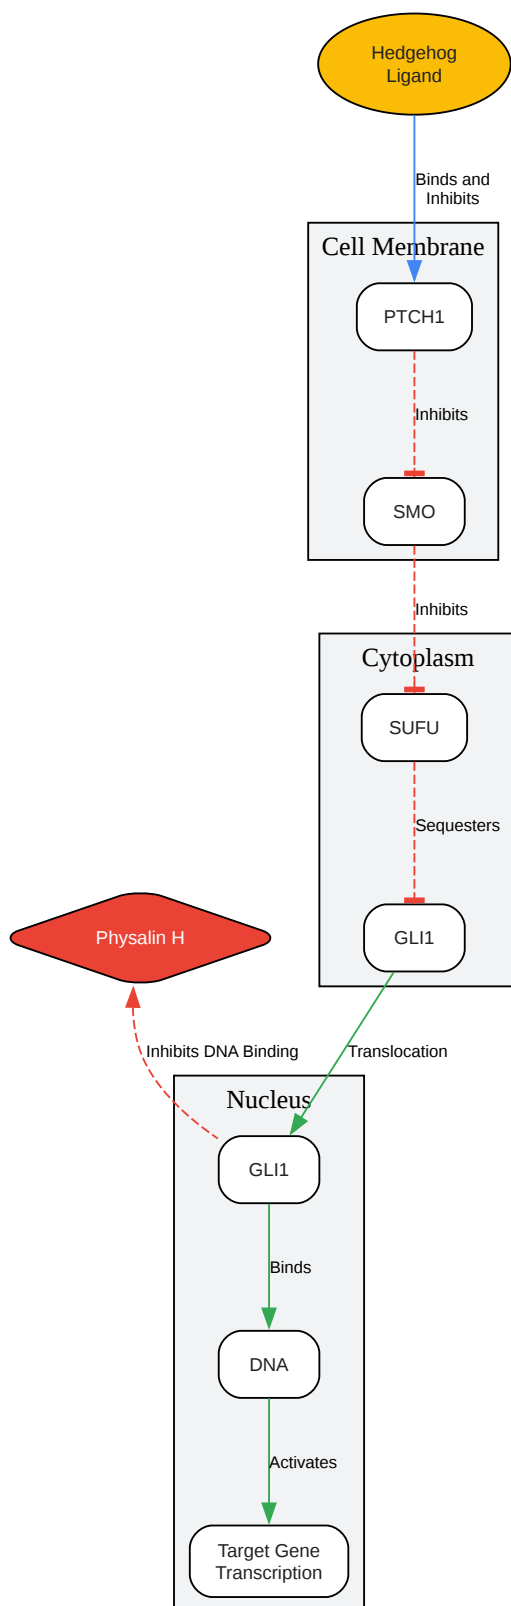 Hedgehog
Ligand
Binds and
Inhibits
Cell Membrane
PTCH1
Inhibits
SMO
Inhibits
Cytoplasm
SUFU
Sequesters
Physalin H
GLI1
Inhibits DNA Binding
Translocation
Nucleus
GLI1
Binds
DNA
Activates
Target Gene
Transcription